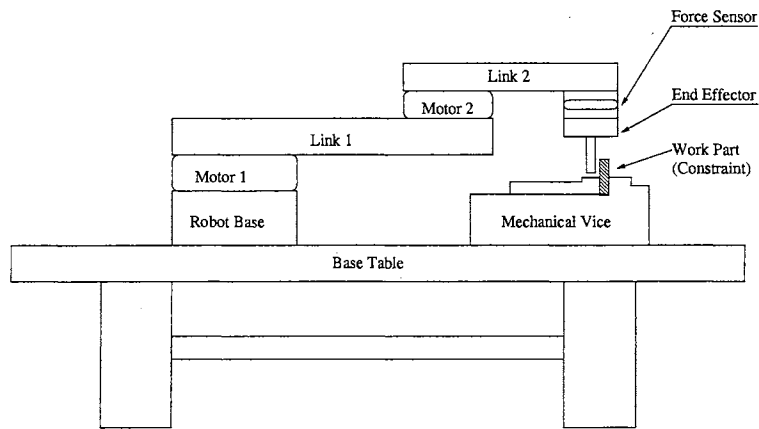 Force Sensor
Link 2
End Effector
Motor 2
Link 1
Work Part
(Constraint)
Motor 1
Robot Base
Mechanical Vice
Base Table